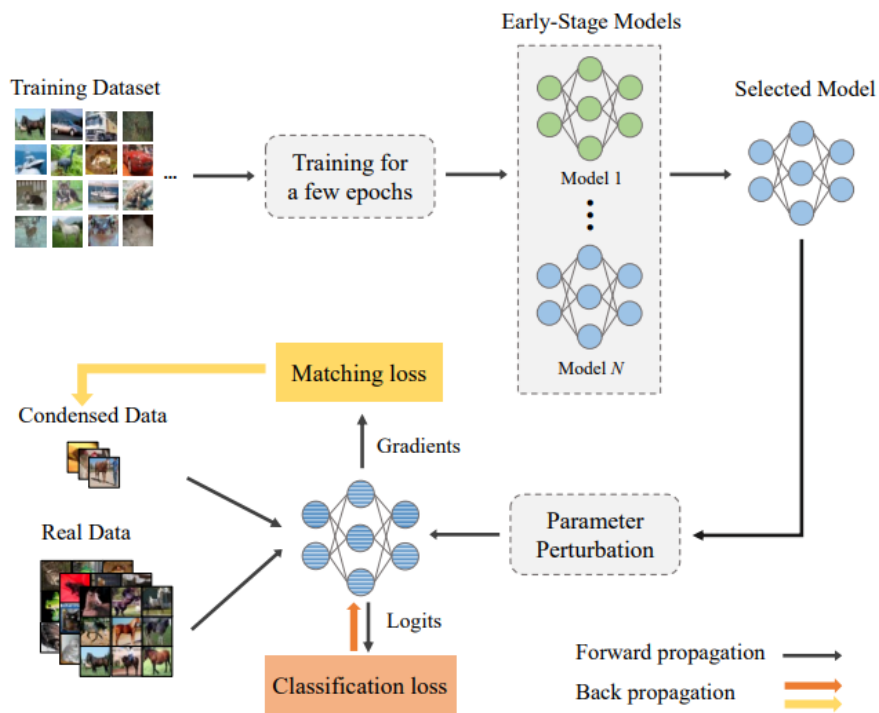 Early-Stage Models
Training Dataset
Selected Model
...
Training for
a few epochs
Model 1
Model N
Matching loss
Condensed Data
Gradients
Real Data
Parameter
Perturbation
Logits
Classification loss
Forward propagation
Back propagation